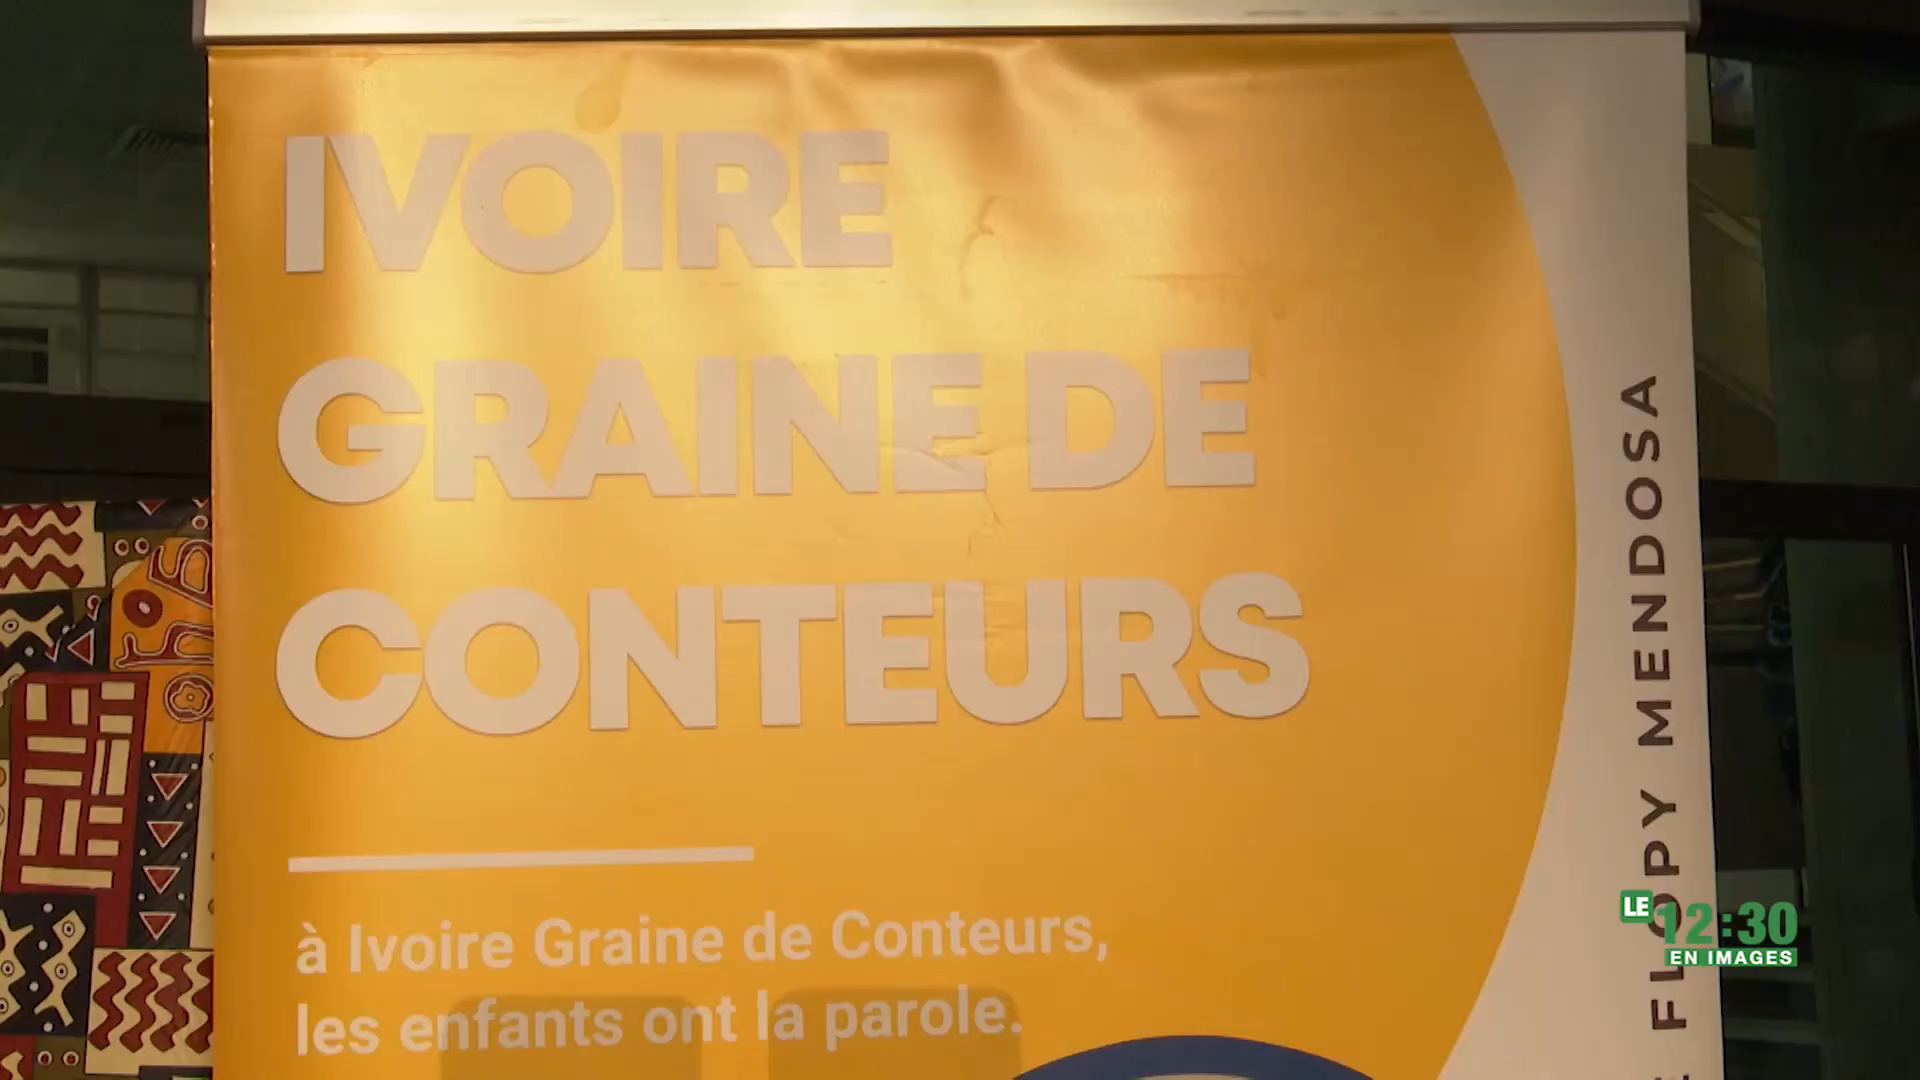 IVOIRE
GRAINE DE
CONTEURS
à Ivoire Graine de Conteurs,
les enfants ont la parole.
FLOPY MENDOSA
LE
12:30
EN IMAGES